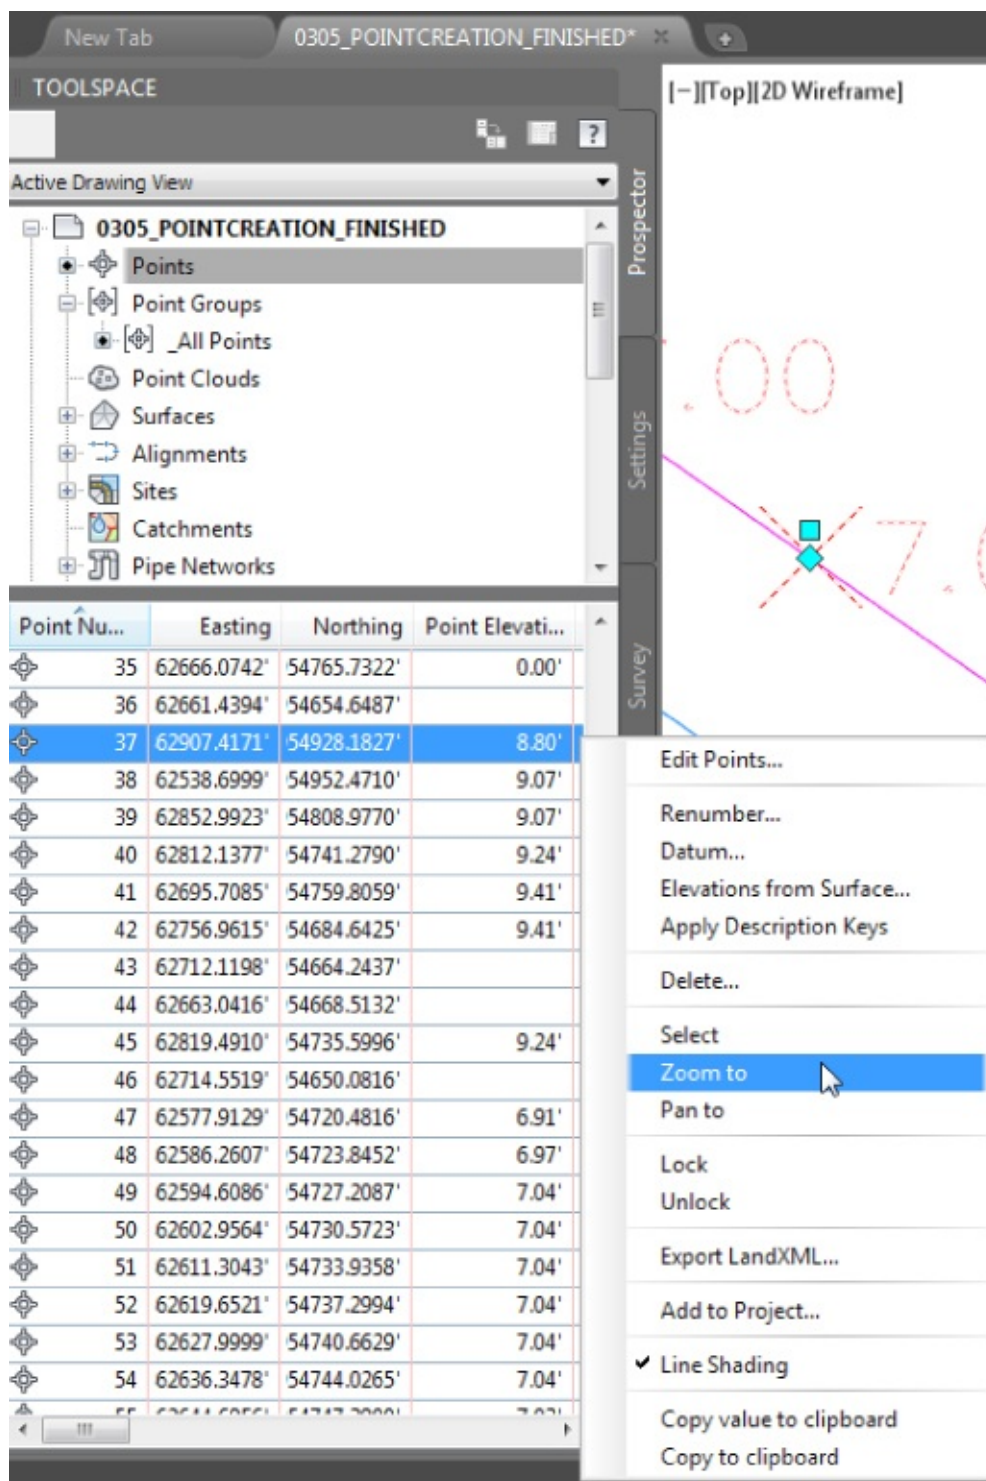 New Tab
0305_POINTCREATION_FINISHED*
TOOLSPACE
[−][Top][2D Wireframe]
Active Drawing View
0305_POINTCREATION_FINISHED
Points
Point Groups
_All Points
Point Clouds
Surfaces
Alignments
Sites
Catchments
Pipe Networks
Prospector
Settings
Survey
.00
7.
Point Nu... Easting Northing Point Elevati...
35 62666.0742' 54765.7322' 0.00'
36 62661.4394' 54654.6487'
37 62907.4171' 54928.1827' 8.80'
38 62538.6999' 54952.4710' 9.07'
39 62852.9923' 54808.9770' 9.07'
40 62812.1377' 54741.2790' 9.24'
41 62695.7085' 54759.8059' 9.41'
42 62756.9615' 54684.6425' 9.41'
43 62712.1198' 54664.2437'
44 62663.0416' 54668.5132'
45 62819.4910' 54735.5996' 9.24'
46 62714.5519' 54650.0816'
47 62577.9129' 54720.4816' 6.91'
48 62586.2607' 54723.8452' 6.97'
49 62594.6086' 54727.2087' 7.04'
50 62602.9564' 54730.5723' 7.04'
51 62611.3043' 54733.9358' 7.04'
52 62619.6521' 54737.2994' 7.04'
53 62627.9999' 54740.6629' 7.04'
54 62636.3478' 54744.0265' 7.04'
Edit Points...
Renumber...
Datum...
Elevations from Surface...
Apply Description Keys
Delete...
Select
Zoom to
Pan to
Lock
Unlock
Export LandXML...
Add to Project...
Line Shading
Copy value to clipboard
Copy to clipboard